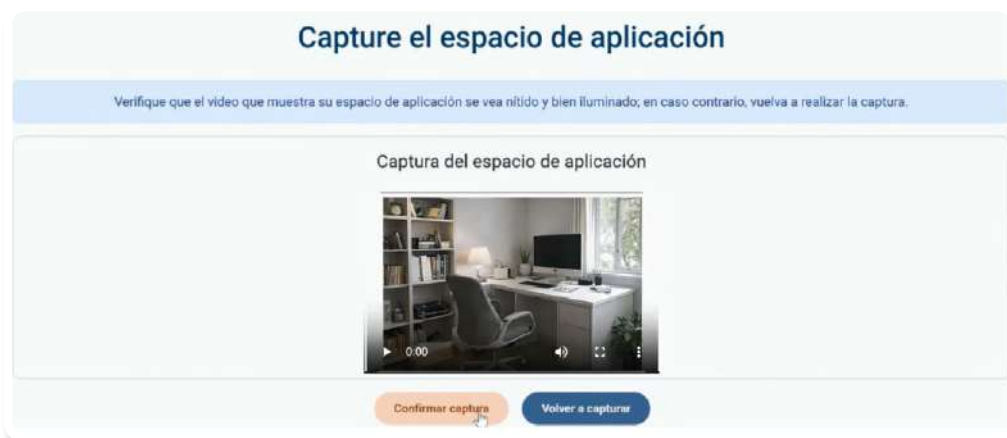 Capture el espacio de aplicación
Verifique que el video que muestra su espacio de aplicación se vea nítido y bien iluminado; en caso contrario, vuelva a realizar la captura.
Captura del espacio de aplicación
0:00
Confirmar captura
Volver a capturar